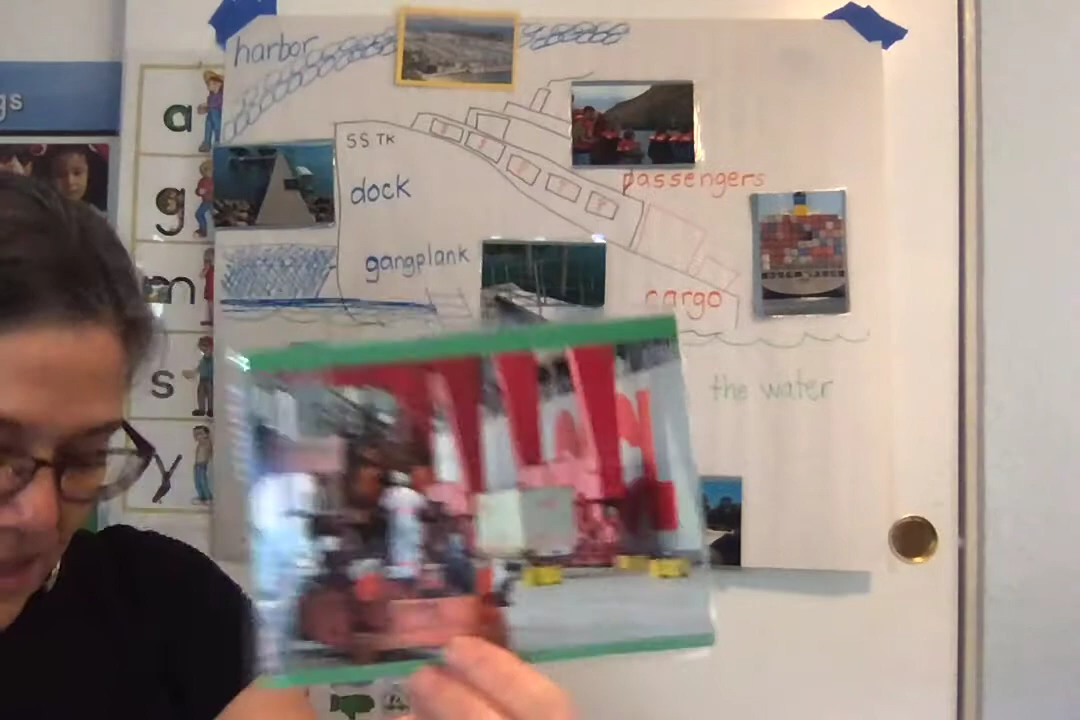 harbor
gs
a
SS TK
dock
passengers
g
gangplank
m
cargo
s
the water
y